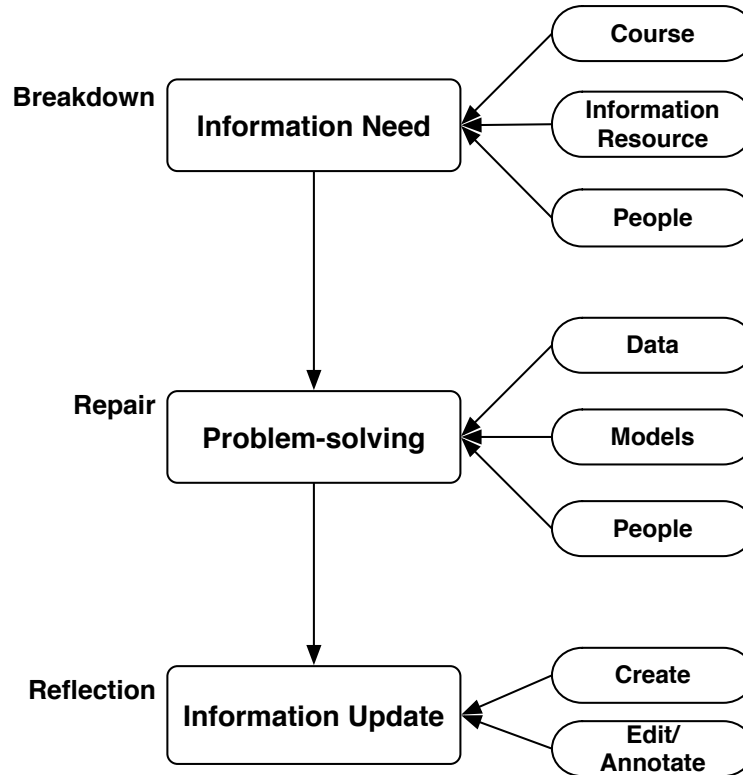 Course
Breakdown
Information Need
Information
Resource
People
Data
Repair
Problem-solving
Models
People
Reflection
Information Update
Create
Edit/
Annotate